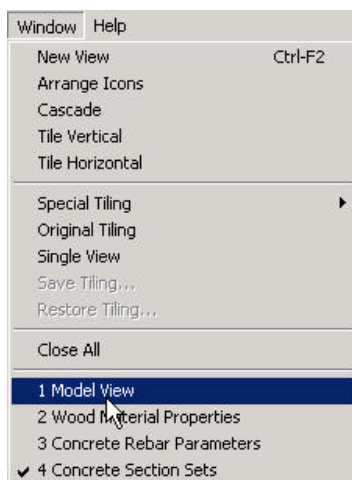 Window Help
New View Ctrl-F2
Arrange Icons
Cascade
Tile Vertical
Tile Horizontal
Special Tiling
Original Tiling
Single View
Save Tiling...
Restore Tiling...
Close All
1 Model View
2 Wood Material Properties
3 Concrete Rebar Parameters
4 Concrete Section Sets